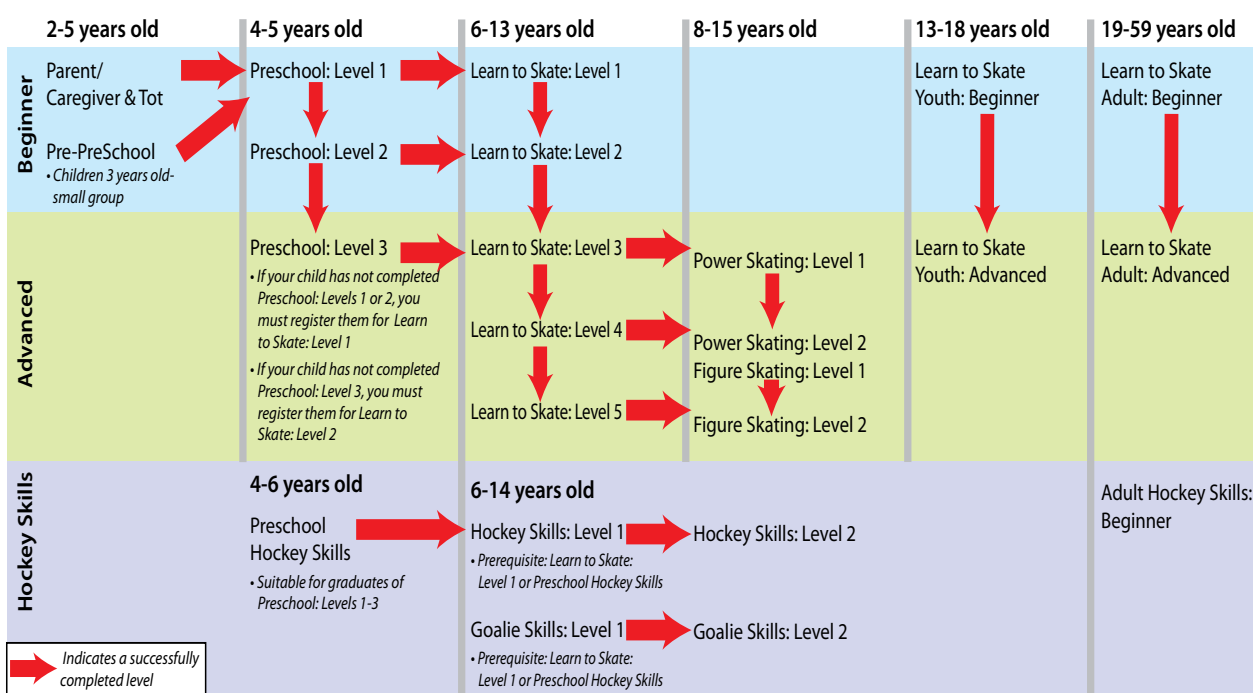 2-5 years old
4-5 years old
6-13 years old
8-15 years old
13-18 years old
19-59 years old
Beginner
Parent/
Caregiver & Tot
Pre-PreSchool
• Children 3 years old-
small group
Preschool: Level 1
Preschool: Level 2
Learn to Skate: Level 1
Learn to Skate: Level 2
Learn to Skate
Youth: Beginner
Learn to Skate
Adult: Beginner
Advanced
Preschool: Level 3
• If your child has not completed
Preschool: Levels 1 or 2, you
must register them for Learn
to Skate: Level 1
• If your child has not completed
Preschool: Level 3, you must
register them for Learn to
Skate: Level 2
Learn to Skate: Level 3
Learn to Skate: Level 4
Learn to Skate: Level 5
Power Skating: Level 1
Power Skating: Level 2
Figure Skating: Level 1
Figure Skating: Level 2
Learn to Skate
Youth: Advanced
Learn to Skate
Adult: Advanced
Hockey Skills
4-6 years old
Preschool
Hockey Skills
• Suitable for graduates of
Preschool: Levels 1-3
6-14 years old
Hockey Skills: Level 1
• Prerequisite: Learn to Skate:
Level 1 or Preschool Hockey Skills
Hockey Skills: Level 2
Goalie Skills: Level 1
• Prerequisite: Learn to Skate:
Level 1 or Preschool Hockey Skills
Goalie Skills: Level 2
Adult Hockey Skills:
Beginner
Indicates a successfully
completed level